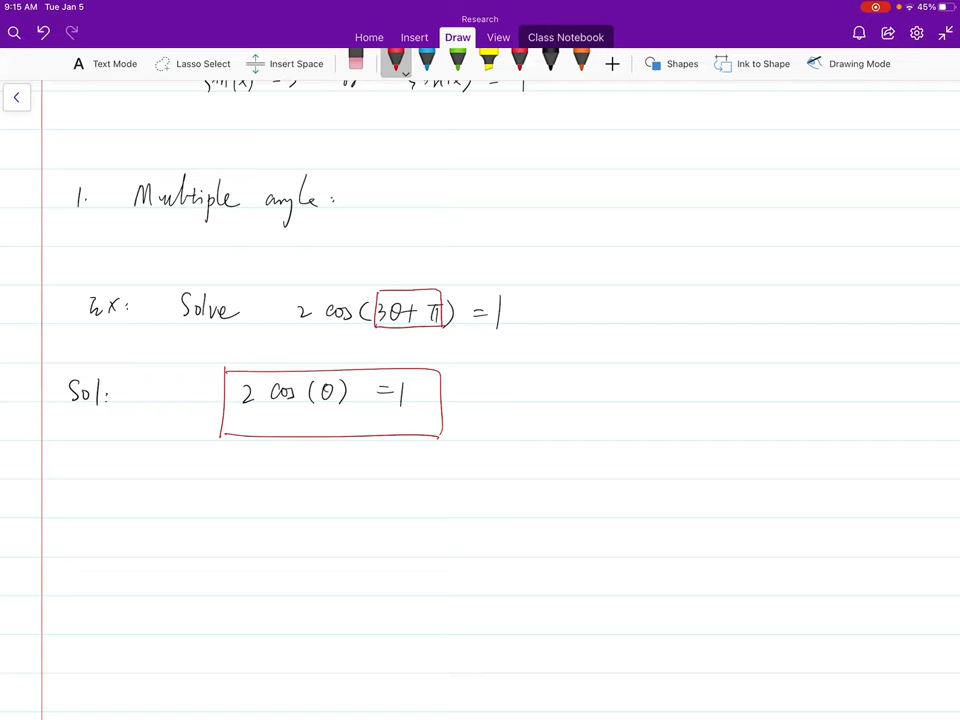 9:15 AM Tue Jan 5
45%
Research
Home Insert Draw View Class Notebook
A Text Mode Lasso Select Insert Space Shapes Ink to Shape Drawing Mode
1. Multiple angle:
Ex: Solve 2 cos(3θ+π) = 1
Sol: 2 cos(θ) = 1